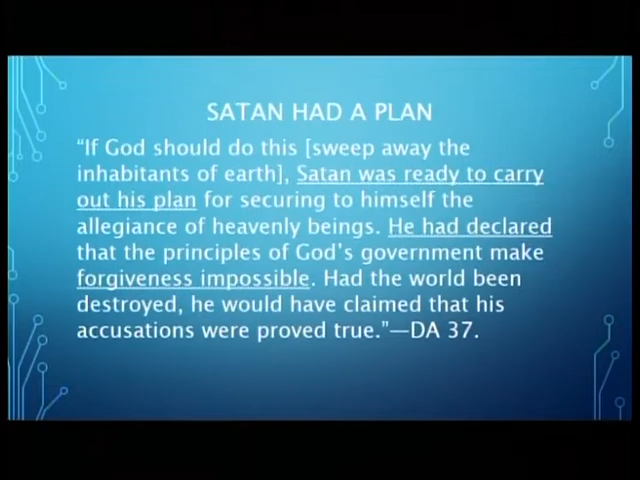 SATAN HAD A PLAN
“If God should do this [sweep away the
inhabitants of earth], Satan was ready to carry
out his plan for securing to himself the
allegiance of heavenly beings. He had declared
that the principles of God’s government make
forgiveness impossible. Had the world been
destroyed, he would have claimed that his
accusations were proved true.”—DA 37.